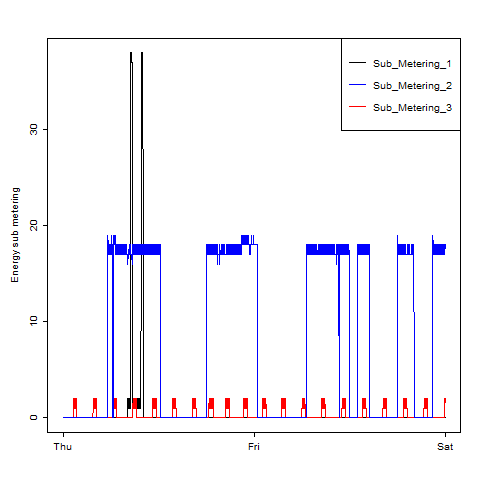 Sub_Metering_1
Sub_Metering_2
Sub_Metering_3
Energy sub metering
30
20
10
0
Thu Fri Sat